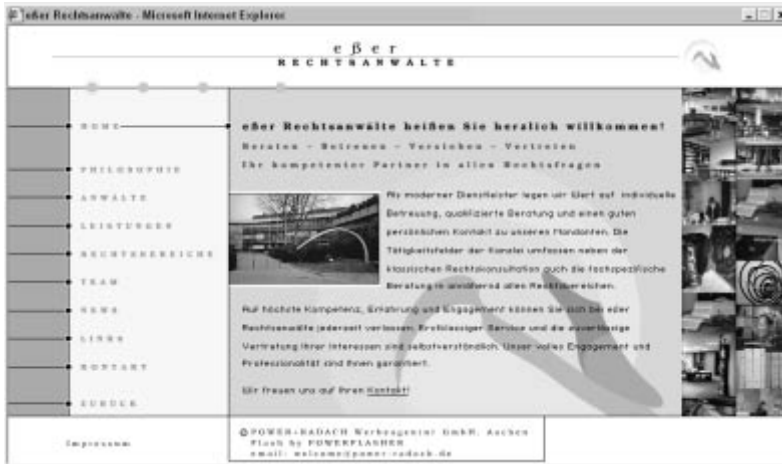 eßer Rechtsanwälte - Microsoft Internet Explorer
eßer
RECHTSANWÄLTE
HOME
PHILOSOPHIE
ANWÄLTE
LEISTUNGEN
RECHTSBEREICHE
TEAM
NEWS
LINKS
KONTAKT
ZURÜCK
Impressum
eßer Rechtsanwälte heißen Sie herzlich willkommen!
Beraten - Betreuen - Verstehen - Vertreten
Ihr kompetenter Partner in allen Rechtsfragen
Als moderner Dienstleister legen wir Wert auf individuelle
Betreuung, qualifizierte Beratung und einen guten
persönlichen Kontakt zu unseren Mandanten. Die
Tätigkeitsfelder der Kanzlei umfassen neben der
klassischen Rechtskonsultation auch die fachspezifische
Beratung in annähernd allen Rechtsbereichen.
Auf höchste Kompetenz, Erfahrung und Engagement können Sie sich bei eßer
Rechtsanwälte jederzeit verlassen. Erstklassiger Service und die zuverlässige
Vertretung Ihrer Interessen sind selbstverständlich. Unser volles Engagement und
Professionalität sind Ihnen garantiert.
Wir freuen uns auf Ihren Kontakt!
© POWER+RADACH Werbeagentur GmbH, Aachen
Flash by POWERFLASHER
email: welcome@power-radach.de